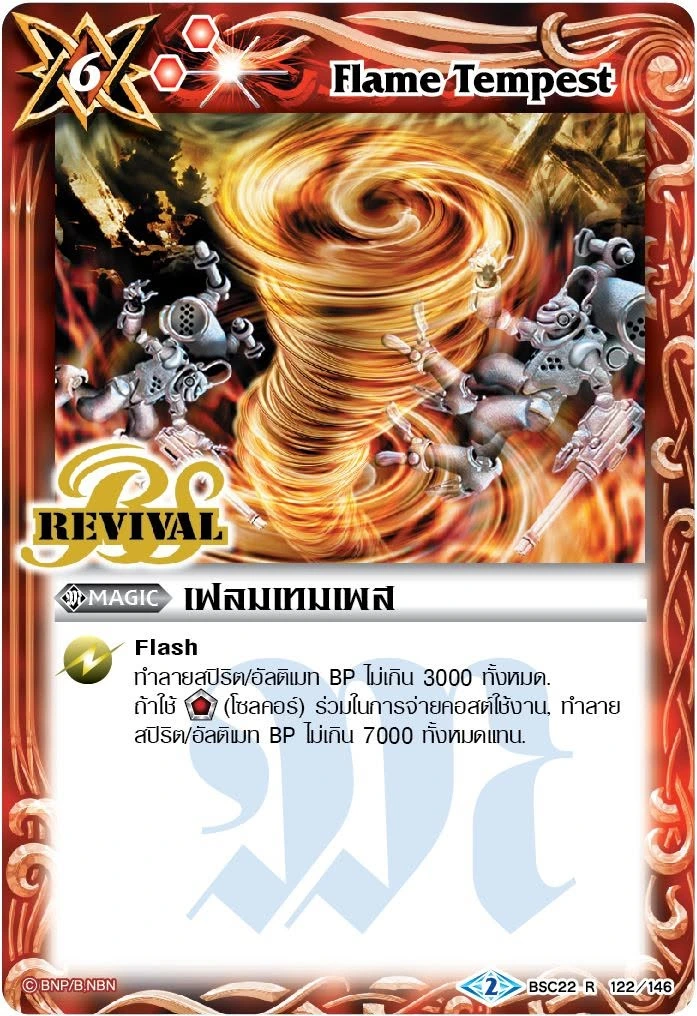 6
Flame Tempest
BS
REVIVAL
MAGIC เฟลมเทมเพส
Flash
ทำลายสปิริต/อัลติเมท BP ไม่เกิน 3000 ทั้งหมด.
ถ้าใช้ (โซลคอร์) ร่วมในการจ่ายคอสต์ใช้งาน, ทำลาย
สปิริต/อัลติเมท BP ไม่เกิน 7000 ทั้งหมดแทน.
© BNP/B.NBN 2 BSC22 R 122/146